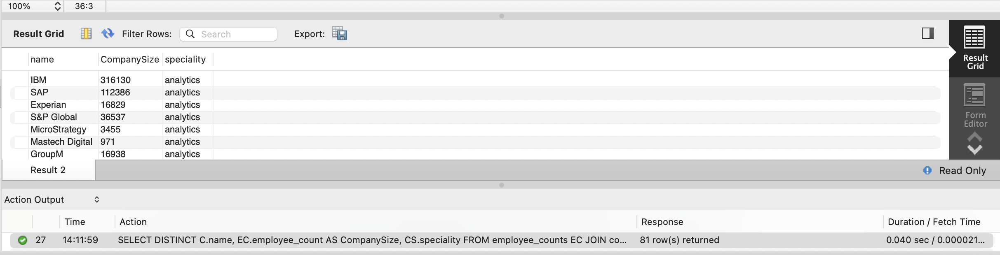 100% 36:3
Result Grid Filter Rows: Search Export:
Result Grid
Form Editor
name CompanySize speciality
IBM 316130 analytics
SAP 112386 analytics
Experian 16829 analytics
S&P Global 36537 analytics
MicroStrategy 3455 analytics
Mastech Digital 971 analytics
GroupM 16938 analytics
Result 2 Read Only
Action Output
Time Action Response Duration / Fetch Time
27 14:11:59 SELECT DISTINCT C.name, EC.employee_count AS CompanySize, CS.speciality FROM employee_counts EC JOIN co... 81 row(s) returned 0.040 sec / 0.000021...